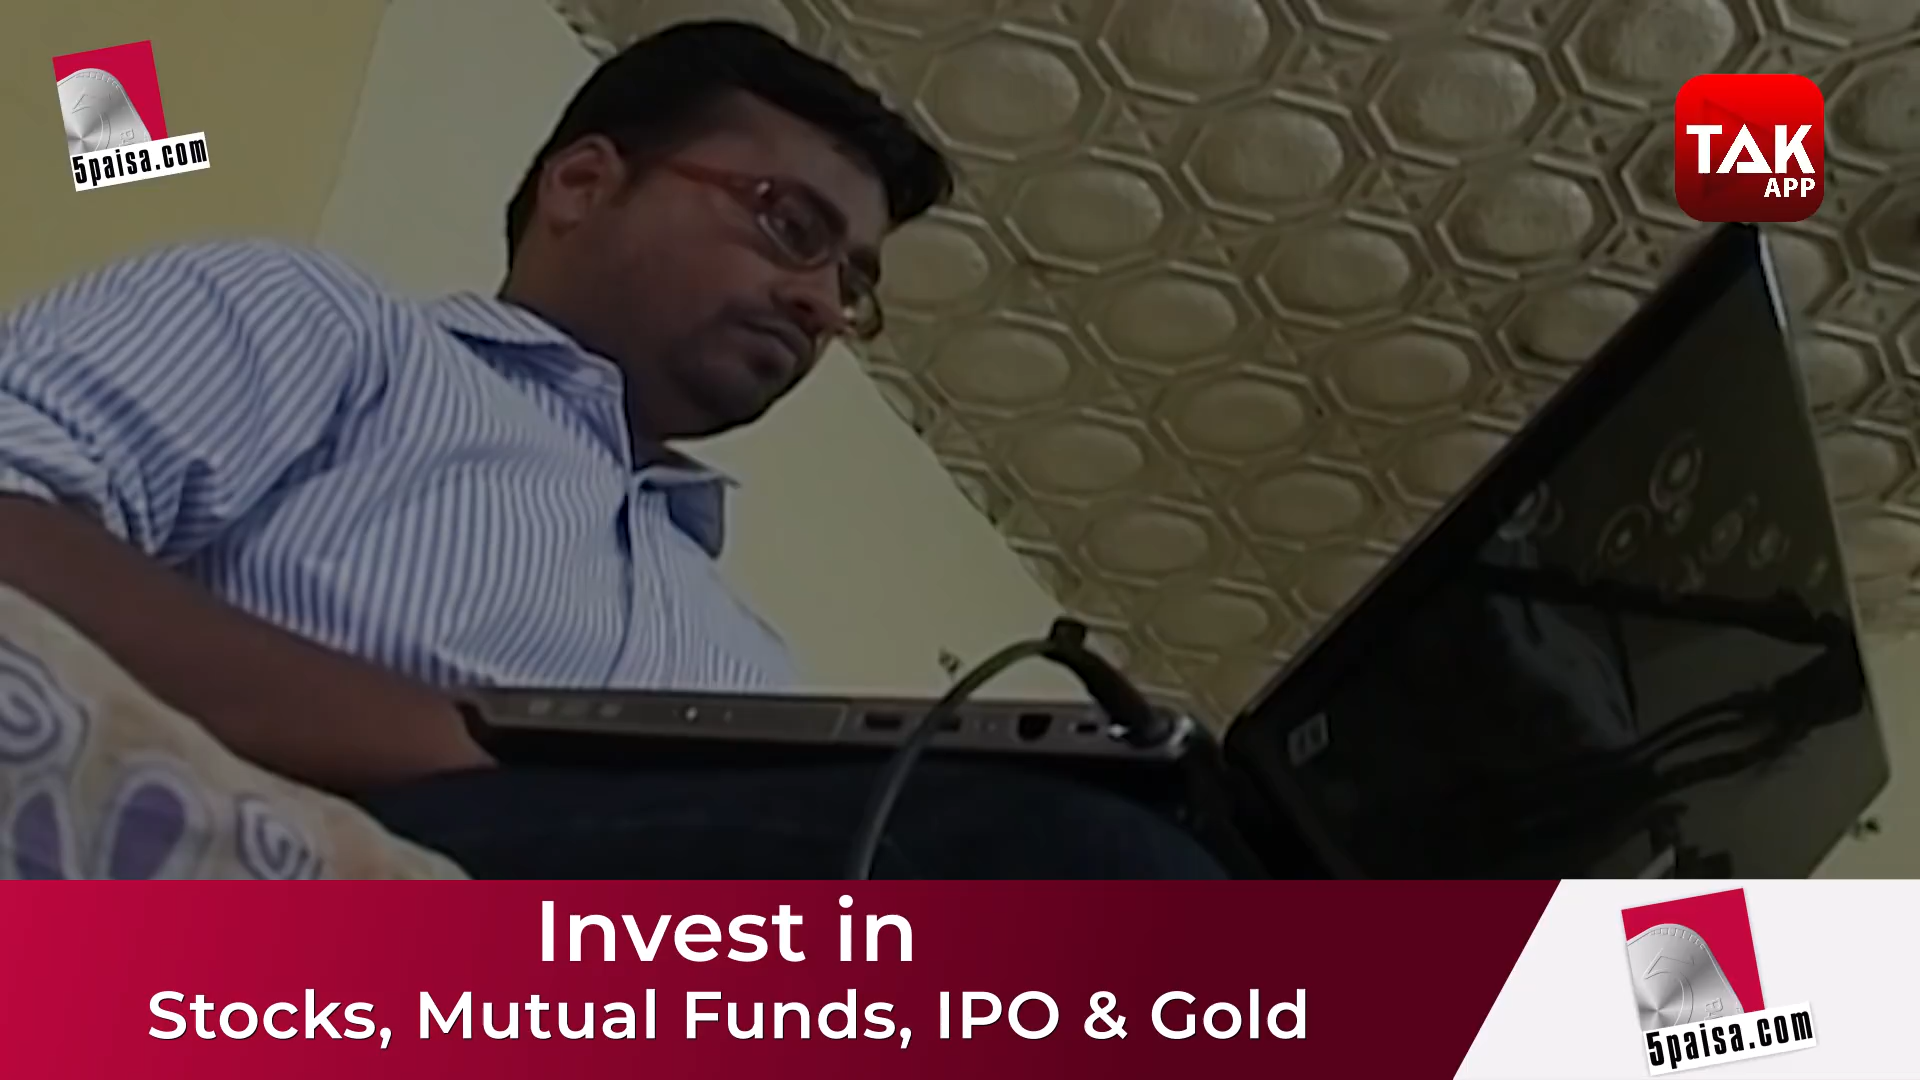 5paisa.com
TAK
APP
Invest in
Stocks, Mutual Funds, IPO & Gold
5paisa.com